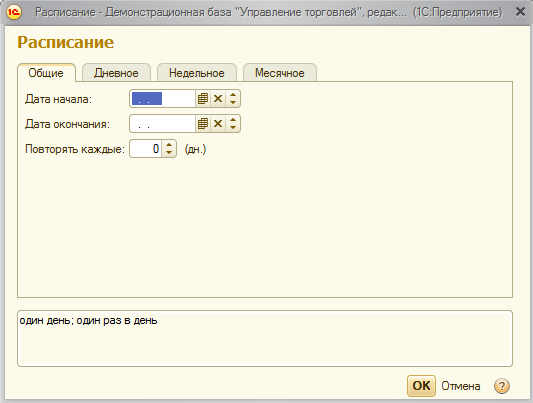 Расписание - Демонстрационная база "Управление торговлей", редак... (1С:Предприятие)
Расписание
Общие Дневное Недельное Месячное
Дата начала: . .
Дата окончания: . .
Повторять каждые: 0 (дн.)
один день; один раз в день
OK Отмена ?